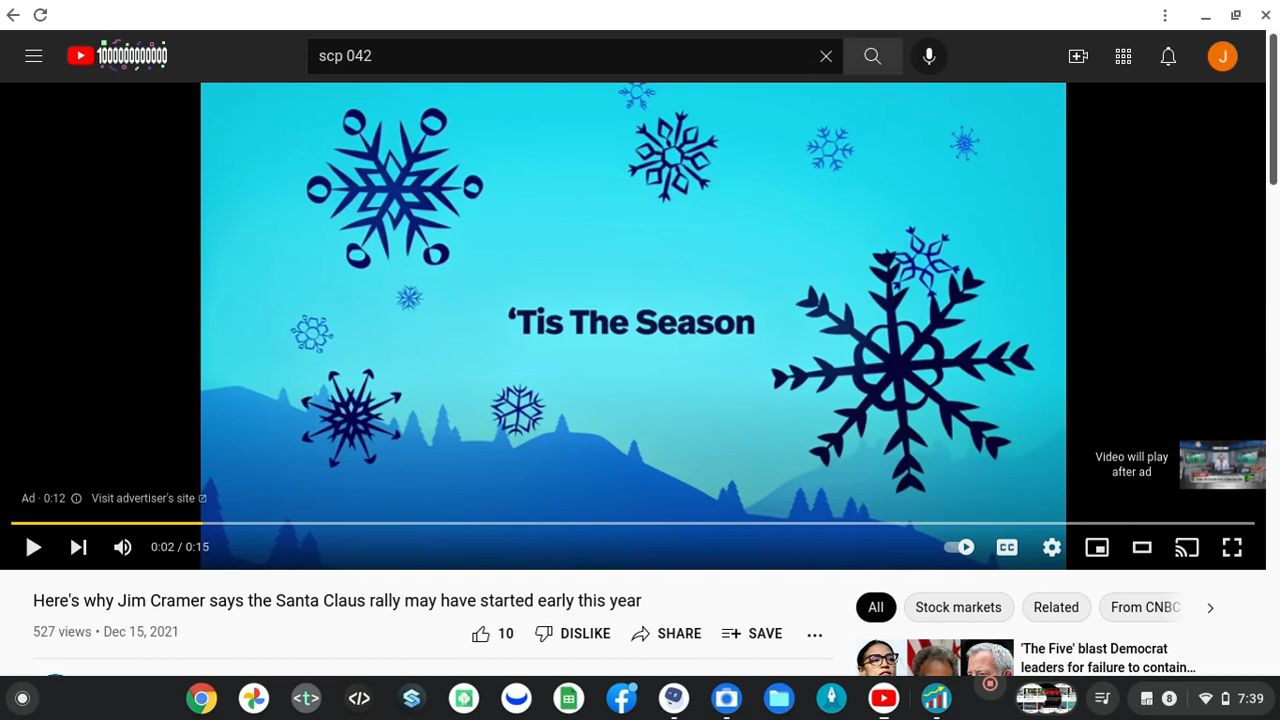 1000000000000
scp 042
'Tis The Season
Video will play
after ad
Ad · 0:12
Visit advertiser's site
0:02 / 0:15
CC
Here's why Jim Cramer says the Santa Claus rally may have started early this year
527 views • Dec 15, 2021
10
DISLIKE
SHARE
SAVE
All
Stock markets
Related
From CNBC
'The Five' blast Democrat
leaders for failure to contain...
J
8
7:39